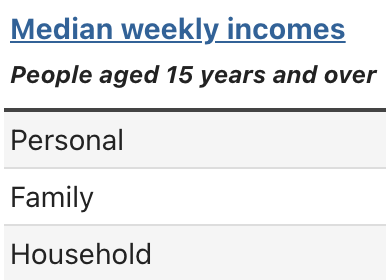 Median weekly incomes
People aged 15 years and over
Personal
Family
Household